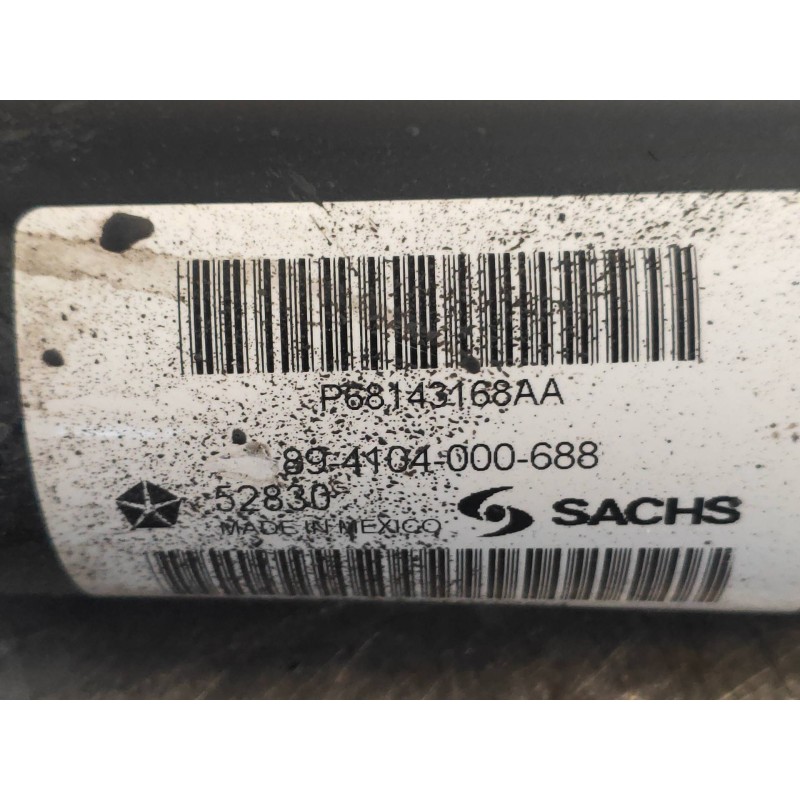 P68143168AA
89-4104-000-688
52830
MADE IN MEXICO
SACHS